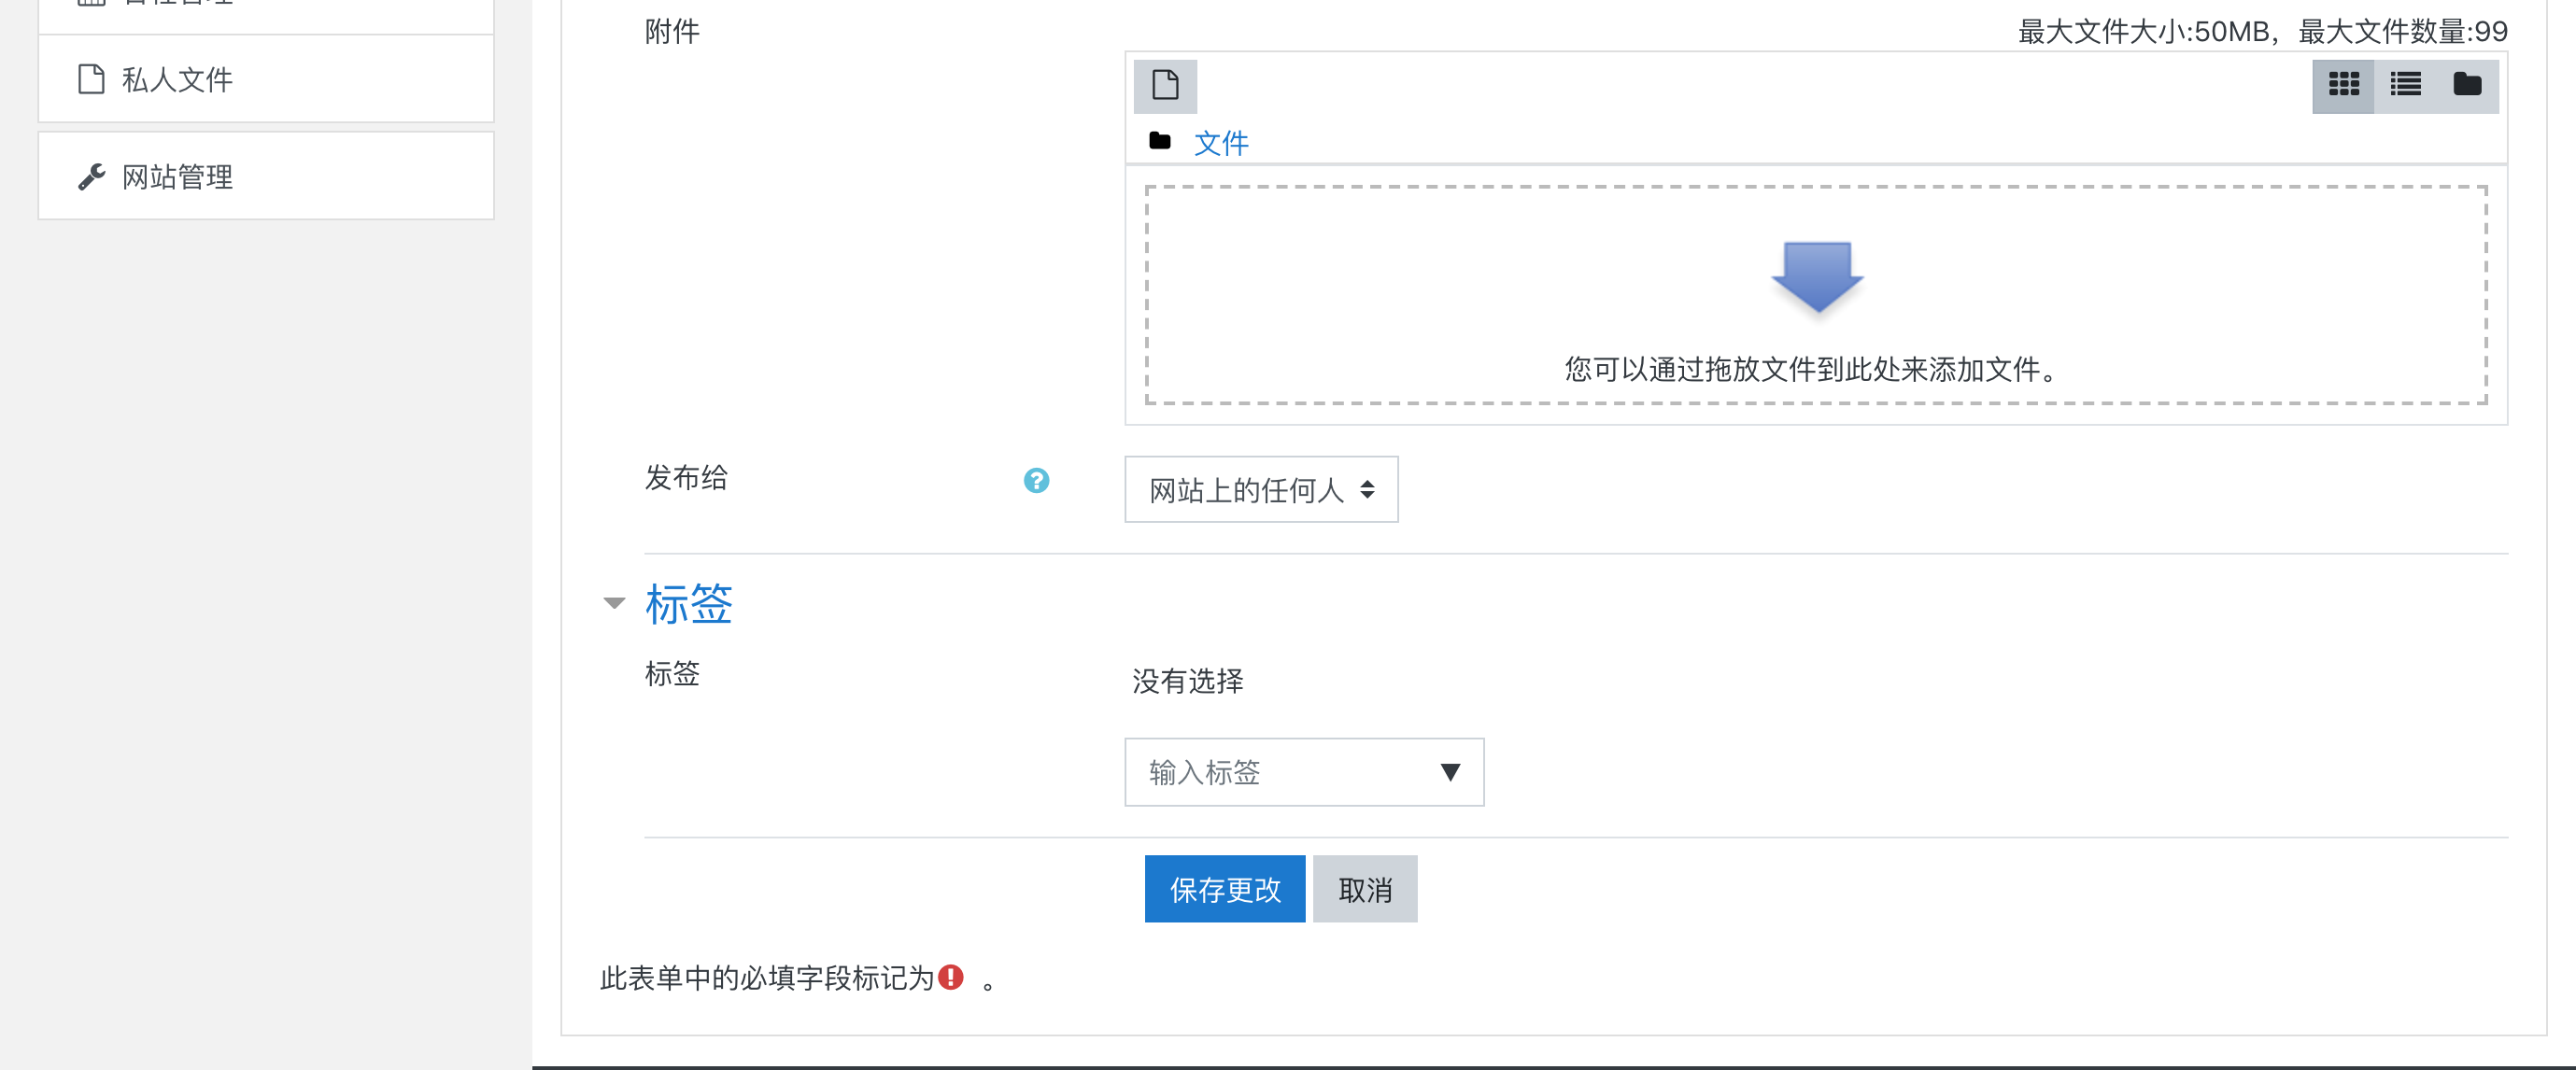 私人文件
网站管理
附件
最大文件大小:50MB，最大文件数量:99
文件
您可以通过拖放文件到此处来添加文件。
发布给
网站上的任何人
标签
标签
没有选择
输入标签
保存更改
取消
此表单中的必填字段标记为 。